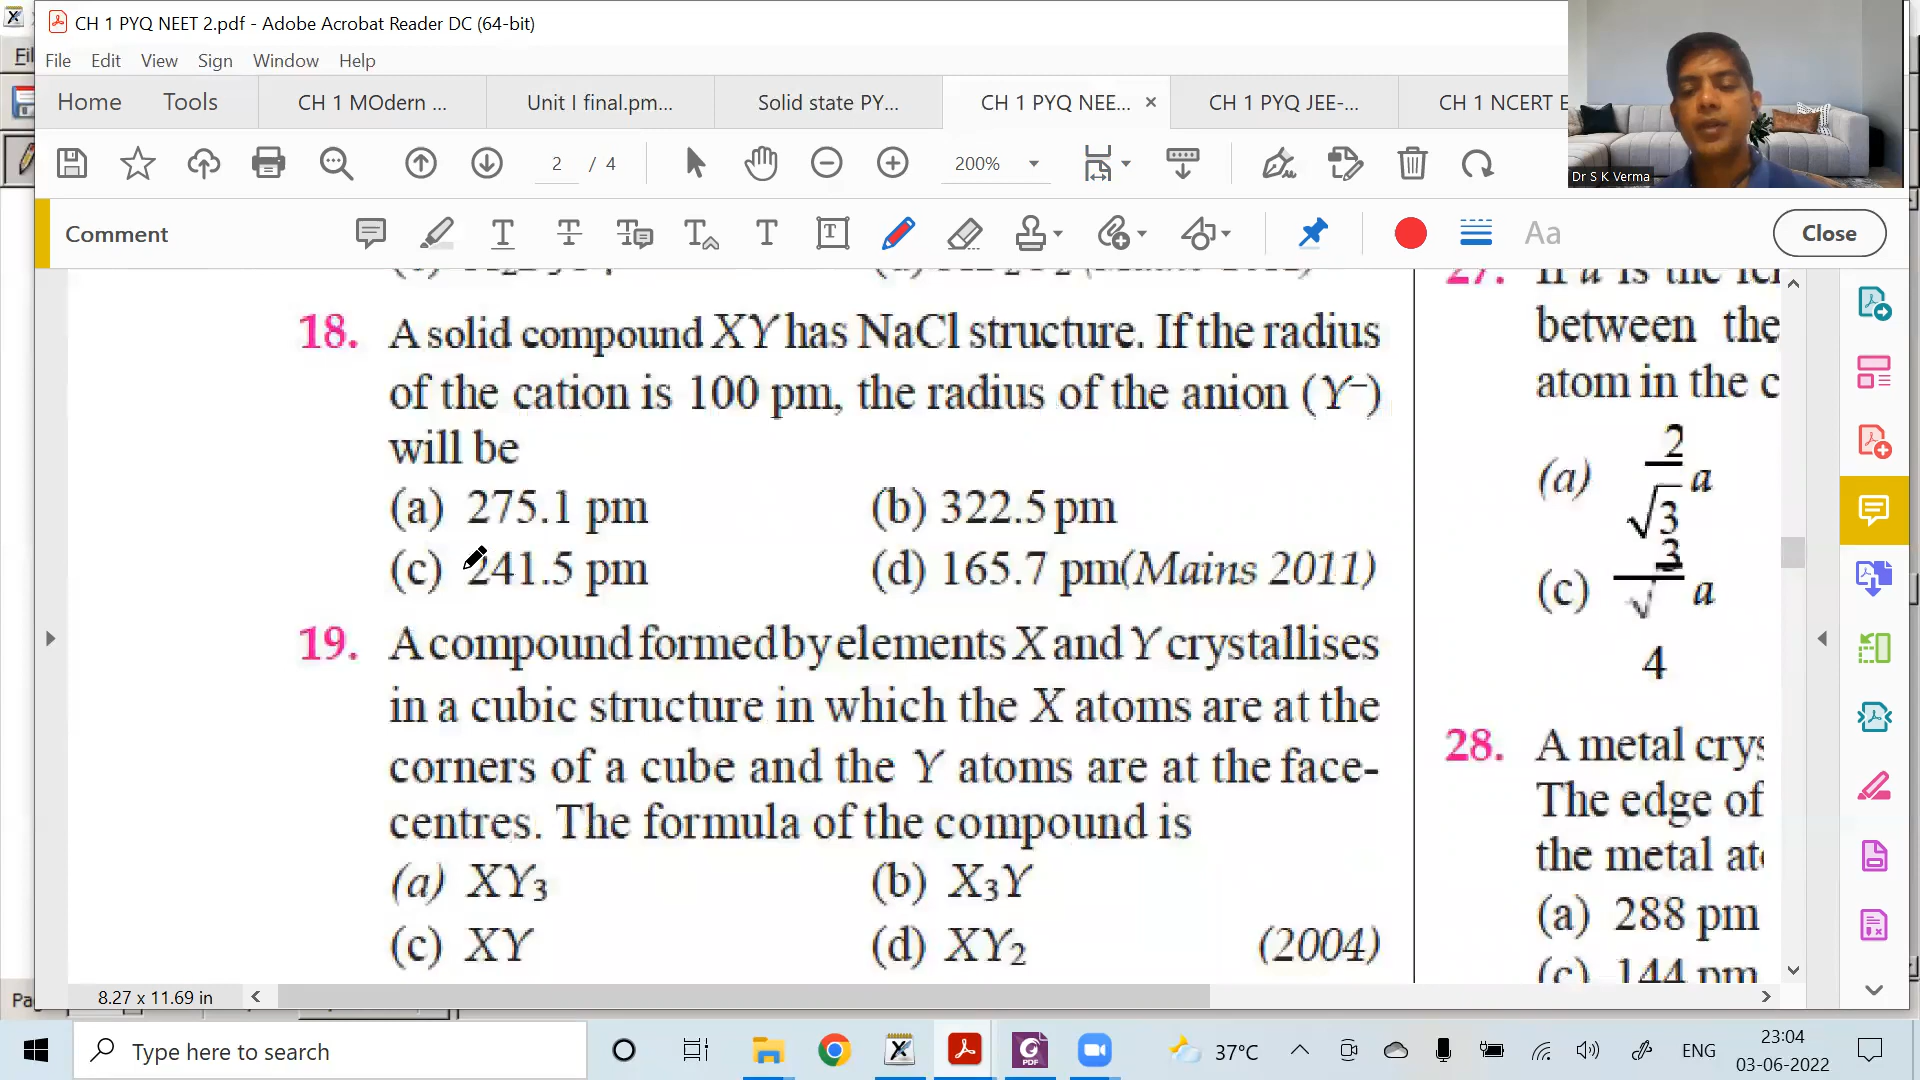 CH 1 PYQ NEET 2.pdf - Adobe Acrobat Reader DC (64-bit)
File Edit View Sign Window Help
Home Tools CH 1 MOdern ... Unit I final.pm... Solid state PY... CH 1 PYQ NEE... × CH 1 PYQ JEE-... CH 1 NCERT E
2 / 4 200%
Dr S K Verma
Comment Aa Close
18. A solid compound XY has NaCl structure. If the radius
of the cation is 100 pm, the radius of the anion (Y⁻)
will be
(a) 275.1 pm (b) 322.5 pm
(c) 241.5 pm (d) 165.7 pm(Mains 2011)
19. A compound formed by elements X and Y crystallises
in a cubic structure in which the X atoms are at the
corners of a cube and the Y atoms are at the face-
centres. The formula of the compound is
(a) XY₃ (b) X₃Y
(c) XY (d) XY₂ (2004)
27. If a is the
between the
atom in the c
(a) 2
√3 a
(c) 3
√ a
4
28. A metal crys
The edge of
the metal at
(a) 288 pm
(c) 144 pm
8.27 x 11.69 in
Type here to search
37°C ENG 23:04
03-06-2022